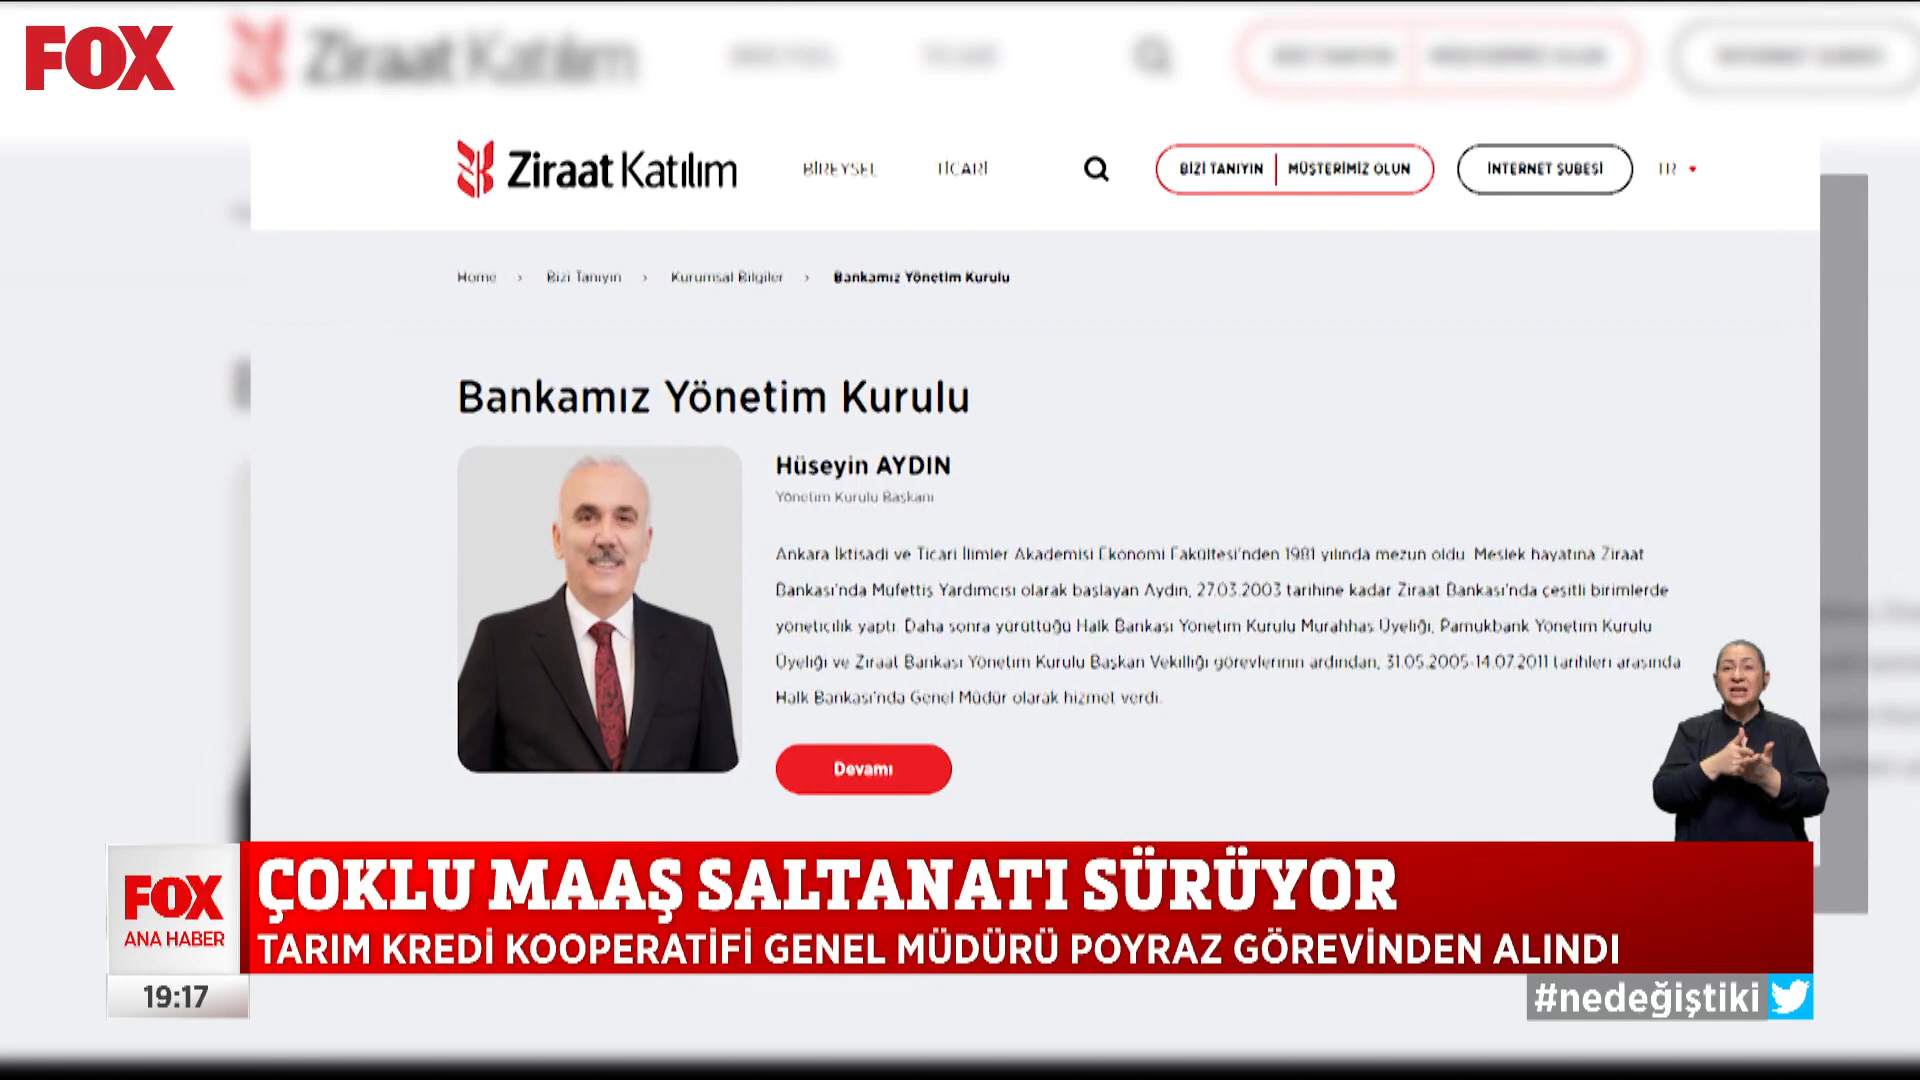 FOX
Ziraat Katılım
BİREYSEL
TİCARİ
BİZİ TANIYIN
MÜŞTERİMİZ OLUN
İNTERNET ŞUBESİ
TR
Home › Bizi Tanıyın › Kurumsal Bilgiler › Bankamız Yönetim Kurulu
Bankamız Yönetim Kurulu
Hüseyin AYDIN
Yönetim Kurulu Başkanı
Ankara İktisadi ve Ticari İlimler Akademisi Ekonomi Fakültesi'nden 1981 yılında mezun oldu. Meslek hayatına Ziraat
Bankası'nda Müfettiş Yardımcısı olarak başlayan Aydın, 27.03.2003 tarihine kadar Ziraat Bankası'nda çeşitli birimlerde
yöneticilik yaptı. Daha sonra yürüttüğü Halk Bankası Yönetim Kurulu Murahhas Üyeliği, Pamukbank Yönetim Kurulu
Üyeliği ve Ziraat Bankası Yönetim Kurulu Başkan Vekilliği görevlerinin ardından, 31.05.2005-14.07.2011 tarihleri arasında
Halk Bankası'nda Genel Müdür olarak hizmet verdi.
Devamı
FOX
ANA HABER
ÇOKLU MAAŞ SALTANATI SÜRÜYOR
TARIM KREDİ KOOPERATİFİ GENEL MÜDÜRÜ POYRAZ GÖREVİNDEN ALINDI
19:17
#nedeğiştiki